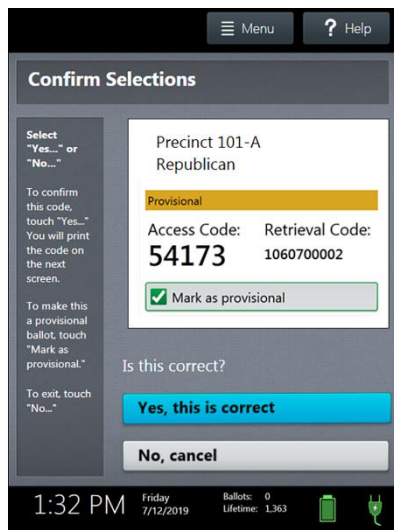 Menu
? Help
Confirm Selections
Select
"Yes..." or
"No..."
To confirm
this code,
touch "Yes..."
You will print
the code on
the next
screen.
To make this
a provisional
ballot, touch
"Mark as
provisional."
To exit, touch
"No..."
Precinct 101-A
Republican
Provisional
Access Code: Retrieval Code:
54173 1060700002
Mark as provisional
Is this correct?
Yes, this is correct
No, cancel
1:32 PM Friday Ballots: 0
7/12/2019 Lifetime: 1,363